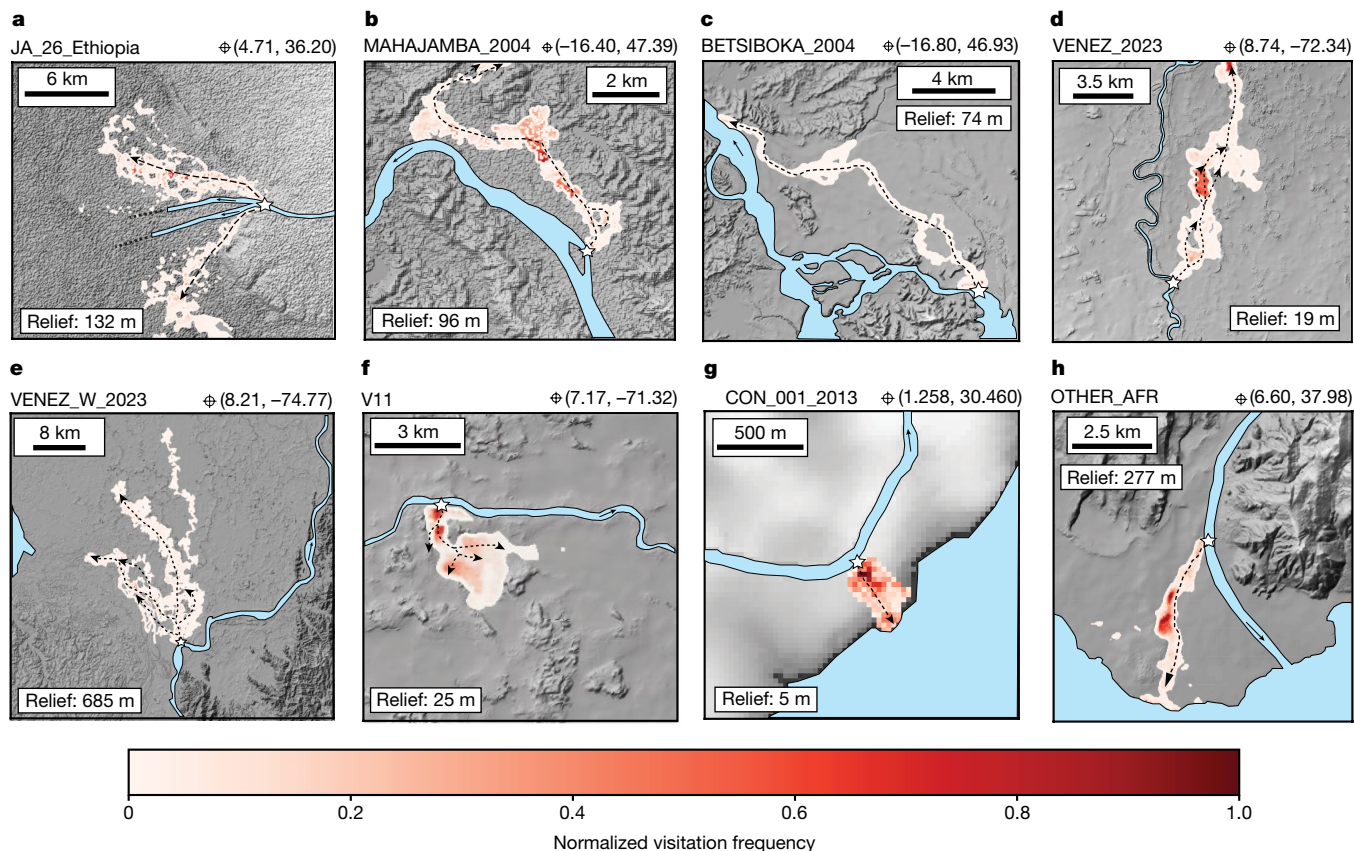 a
JA_26_Ethiopia
(4.71, 36.20)
6 km
Relief: 132 m
b
MAHAJAMBA_2004
(–16.40, 47.39)
2 km
Relief: 96 m
c
BETSIBOKA_2004
(–16.80, 46.93)
4 km
Relief: 74 m
d
VENEZ_2023
(8.74, –72.34)
3.5 km
Relief: 19 m
e
VENEZ_W_2023
(8.21, –74.77)
8 km
Relief: 685 m
f
V11
(7.17, –71.32)
3 km
Relief: 25 m
g
CON_001_2013
(1.258, 30.460)
500 m
Relief: 5 m
h
OTHER_AFR
(6.60, 37.98)
2.5 km
Relief: 277 m
0 0.2 0.4 0.6 0.8 1.0
Normalized visitation frequency